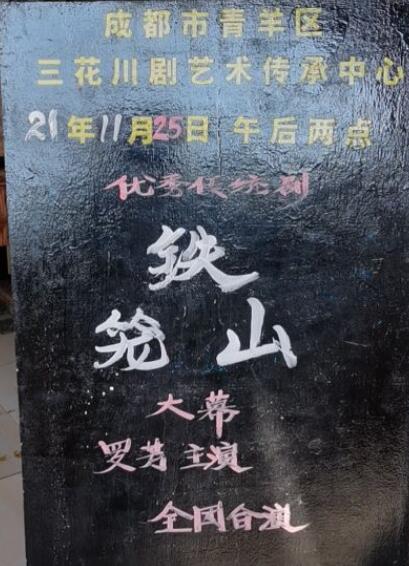 成都市青羊区
三花川剧艺术传承中心
21年11月25日 午后两点
优秀传统剧
铁
笼 山
大幕
罗芳 主演
全团合演